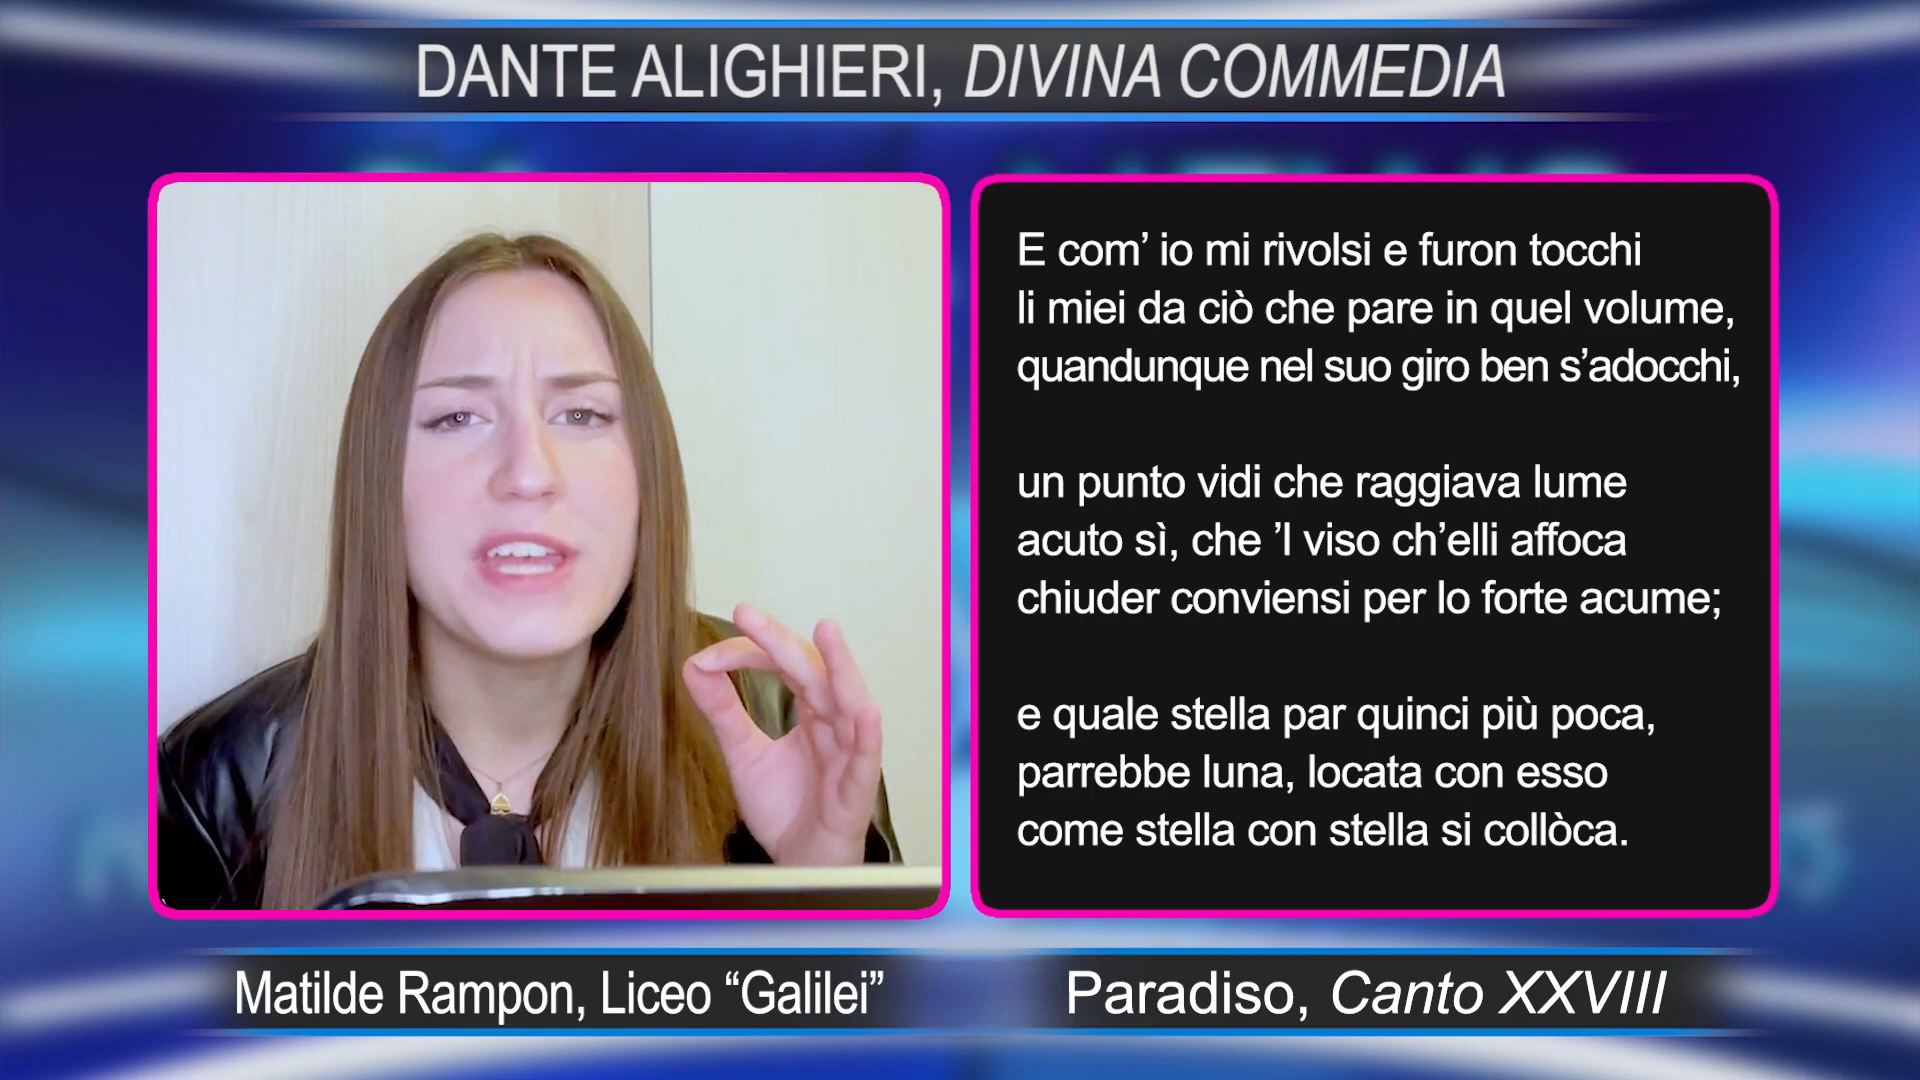 DANTE ALIGHIERI, DIVINA COMMEDIA
E com’ io mi rivolsi e furon tocchi
li miei da ciò che pare in quel volume,
quandunque nel suo giro ben s’adocchi,
un punto vidi che raggiava lume
acuto sì, che ’l viso ch’elli affoca
chiuder conviensi per lo forte acume;
e quale stella par quinci più poca,
parrebbe luna, locata con esso
come stella con stella si collòca.
Matilde Rampon, Liceo “Galilei”
Paradiso, Canto XXVIII